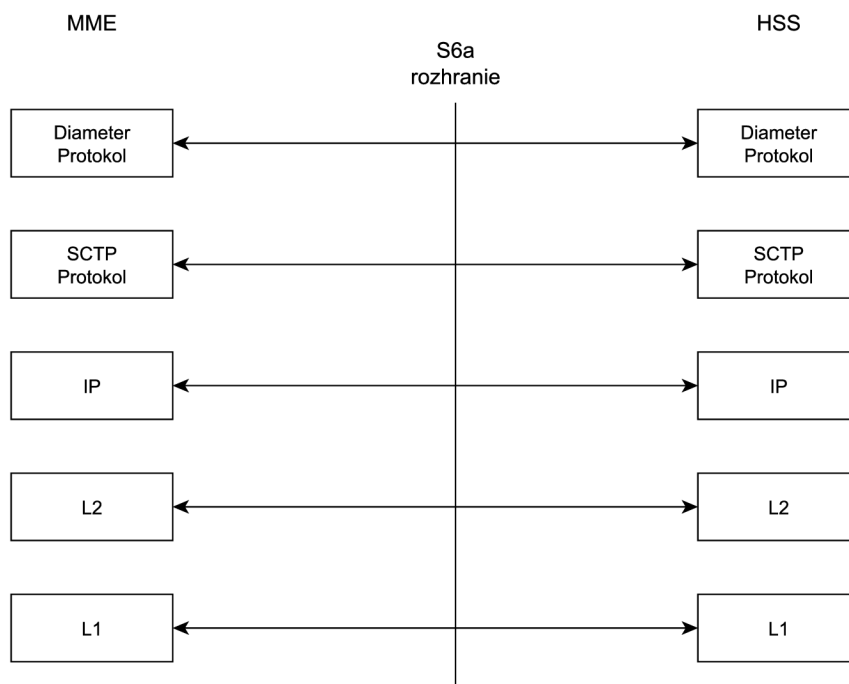 MME
HSS
S6a
rozhranie
Diameter
Protokol
Diameter
Protokol
SCTP
Protokol
SCTP
Protokol
IP
IP
L2
L2
L1
L1